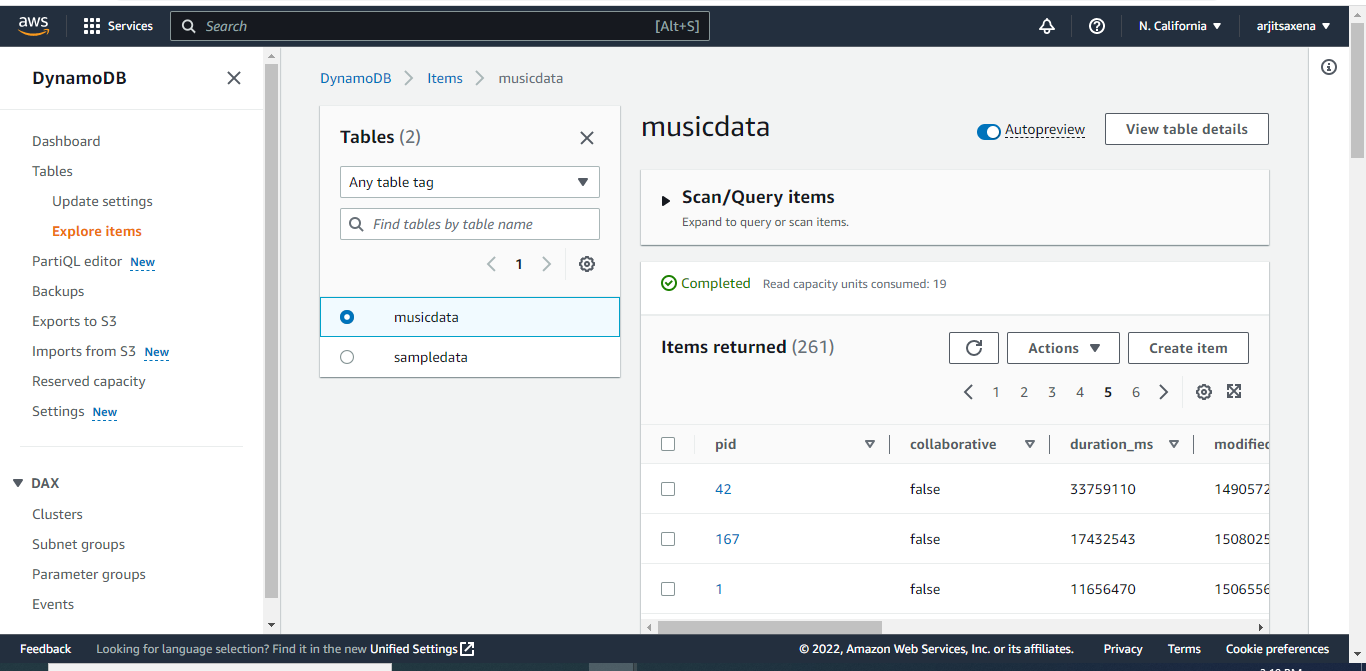 aws
Services
Search
[Alt+S]
N. California
arjitsaxena
DynamoDB
Dashboard
Tables
Update settings
Explore items
PartiQL editor New
Backups
Exports to S3
Imports from S3 New
Reserved capacity
Settings New
DAX
Clusters
Subnet groups
Parameter groups
Events
DynamoDB
Items
musicdata
Tables (2)
Any table tag
Find tables by table name
1
musicdata
sampledata
musicdata
Autopreview
View table details
Scan/Query items
Expand to query or scan items.
Completed Read capacity units consumed: 19
Items returned (261)
Actions
Create item
1 2 3 4 5 6
pid collaborative duration_ms modified
42 false 33759110 1490572
167 false 17432543 1508025
1 false 11656470 1506556
Feedback Looking for language selection? Find it in the new Unified Settings
© 2022, Amazon Web Services, Inc. or its affiliates. Privacy Terms Cookie preferences